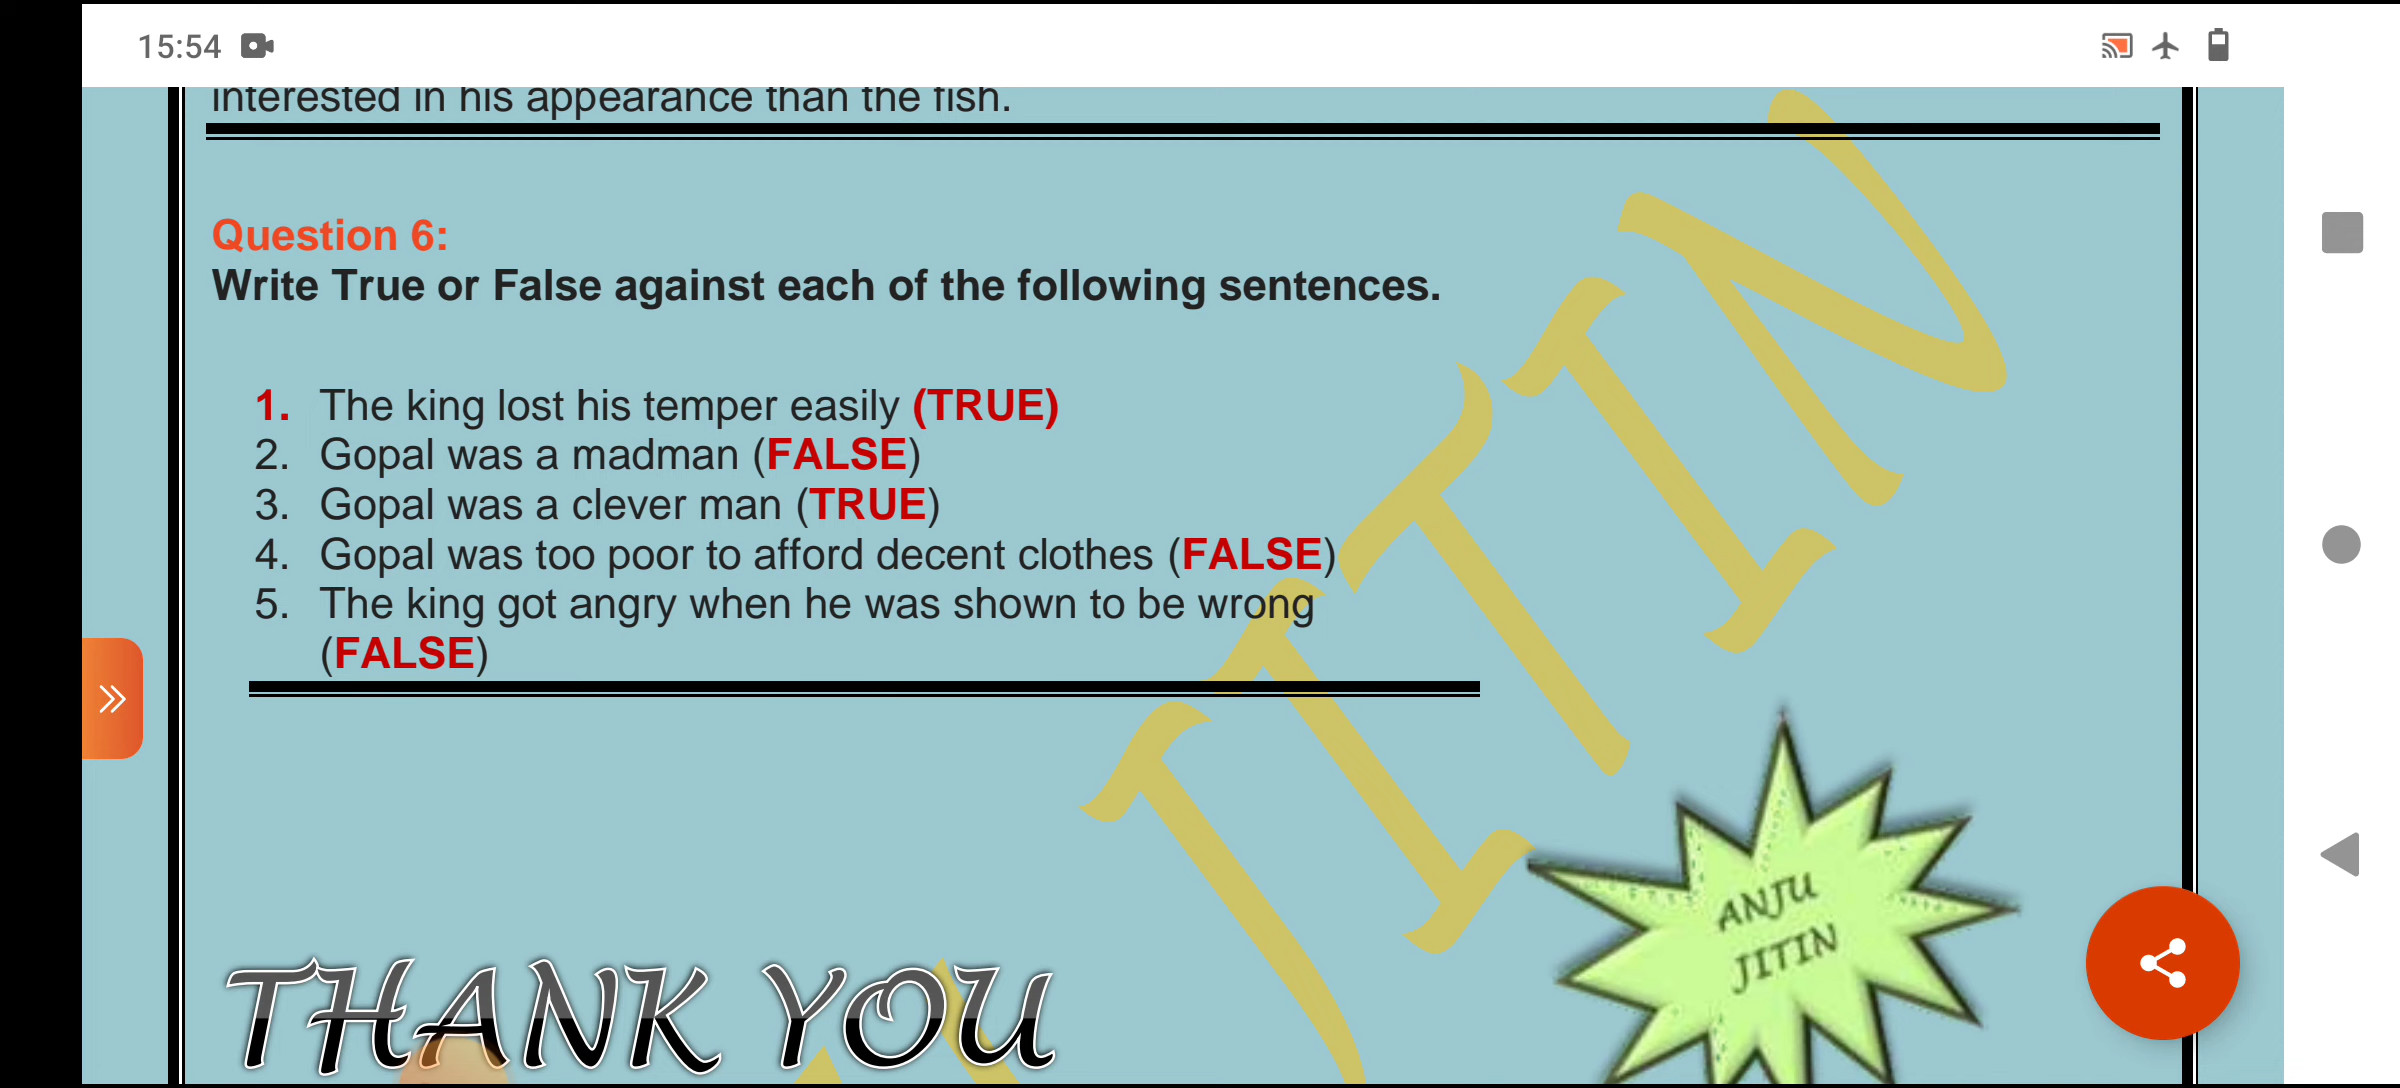 15:54
interested in his appearance than the fish.
Question 6:
Write True or False against each of the following sentences.
1. The king lost his temper easily (TRUE)
2. Gopal was a madman (FALSE)
3. Gopal was a clever man (TRUE)
4. Gopal was too poor to afford decent clothes (FALSE)
5. The king got angry when he was shown to be wrong
(FALSE)
JITIN
ANJU
JITIN
THANK YOU